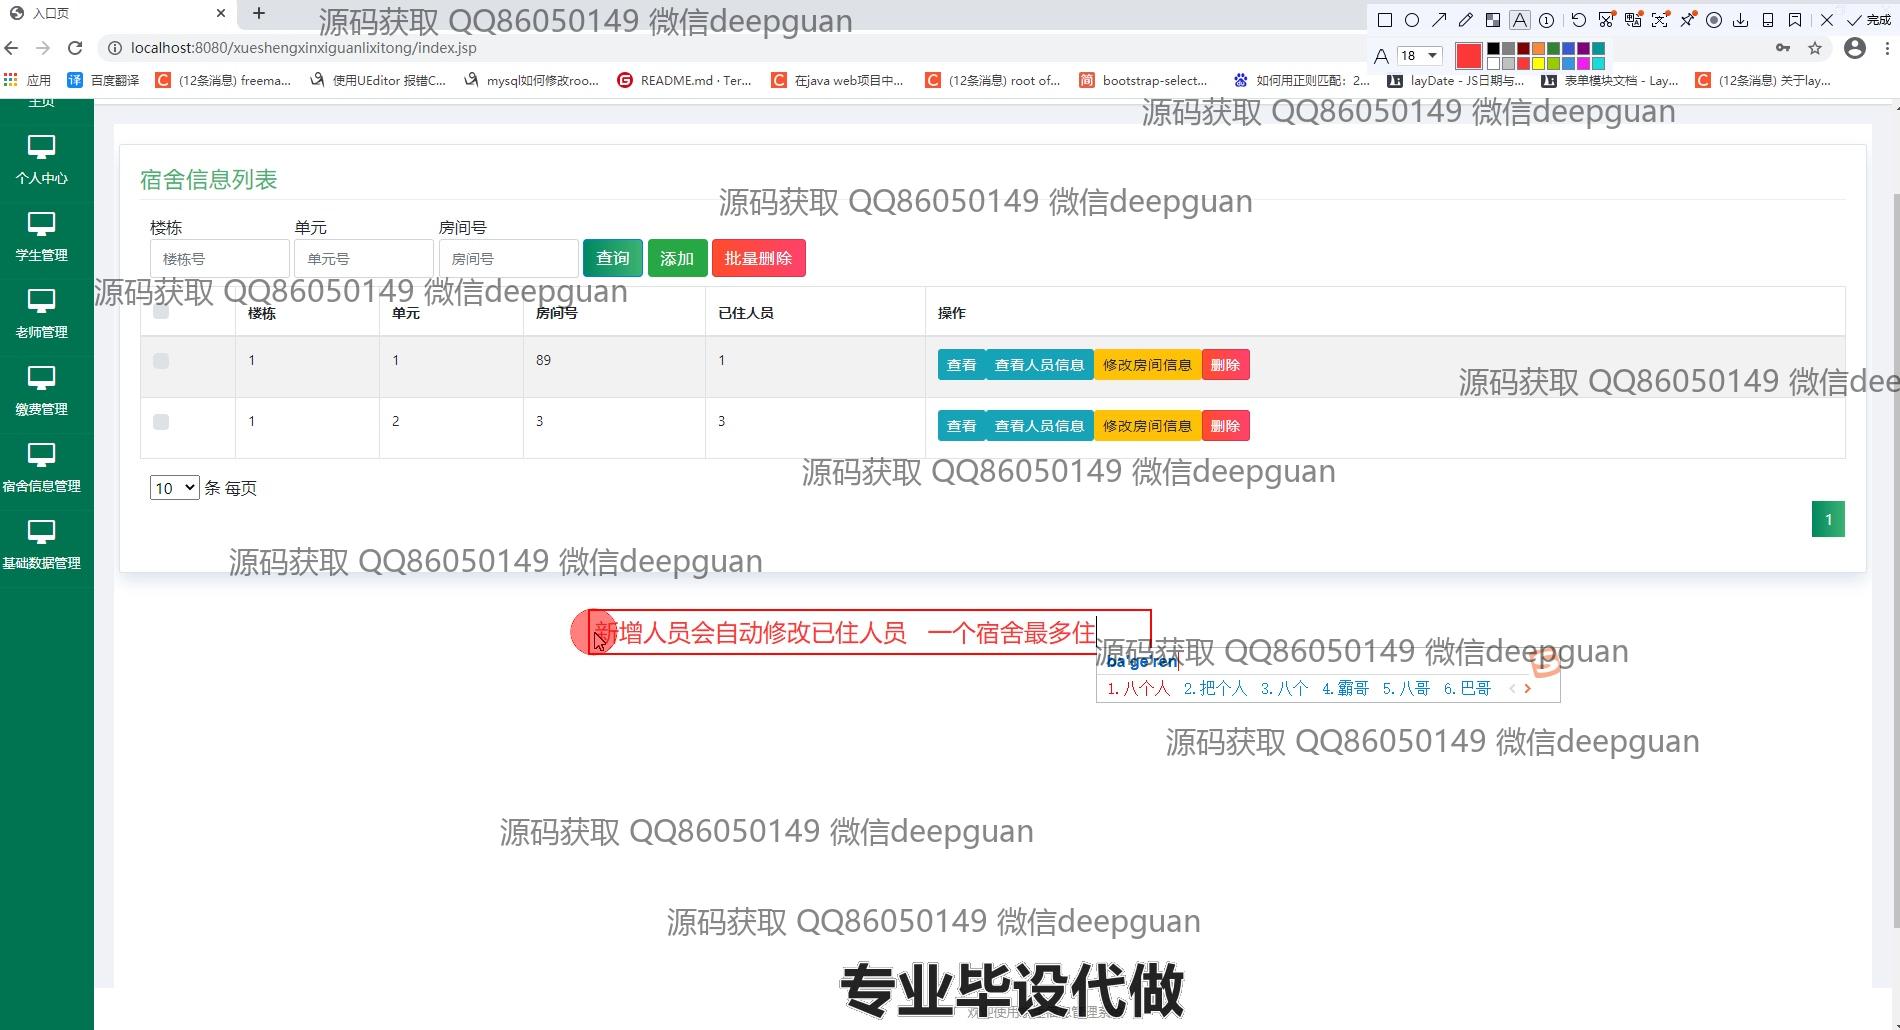 入口页
源码获取 QQ86050149 微信deepguan
完成
localhost:8080/xueshengxinxiguanlixitong/index.jsp
A 18
应用 百度翻译 (12条消息) freema... 使用UEditor 报错C... mysql如何修改roo... README.md · Ter... 在java web项目中... (12条消息) root of... bootstrap-select... 如何用正则匹配：2... layDate - JS日期与... 表单模块文档 - Lay... (12条消息) 关于lay...
主页
源码获取 QQ86050149 微信deepguan
个人中心
宿舍信息列表
源码获取 QQ86050149 微信deepguan
楼栋 单元 房间号
学生管理
楼栋号 单元号 房间号 查询 添加 批量删除
源码获取 QQ86050149 微信deepguan
楼栋 单元 房间号 已住人员 操作
老师管理
1 1 89 1 查看 查看人员信息 修改房间信息 删除
源码获取 QQ86050149 微信dee
缴费管理
1 2 3 3 查看 查看人员信息 修改房间信息 删除
源码获取 QQ86050149 微信deepguan
宿舍信息管理
10 条 每页
1
基础数据管理
源码获取 QQ86050149 微信deepguan
新增人员会自动修改已住人员 一个宿舍最多住
源码获取 QQ86050149 微信deepguan
ba'ge'ren
1.八个人 2.把个人 3.八个 4.霸哥 5.八哥 6.巴哥
源码获取 QQ86050149 微信deepguan
源码获取 QQ86050149 微信deepguan
源码获取 QQ86050149 微信deepguan
专业毕设代做